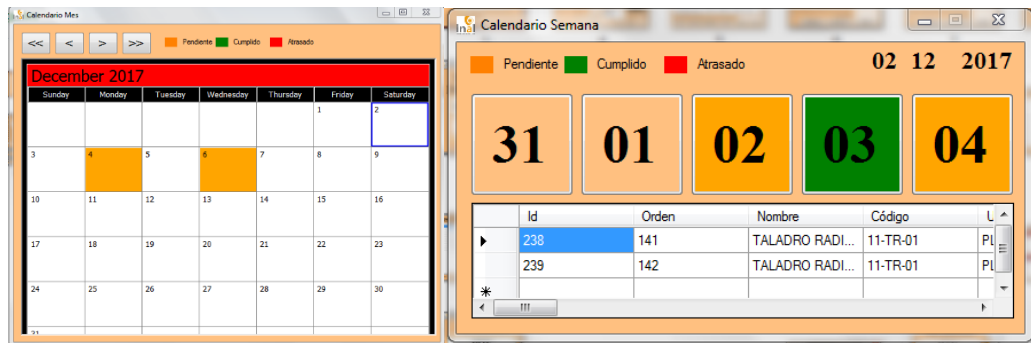 Calendario Mes
<< < > >> Pendiente Cumplido Atrasado
December 2017
Sunday Monday Tuesday Wednesday Thursday Friday Saturday
1 2
3 4 5 6 7 8 9
10 11 12 13 14 15 16
17 18 19 20 21 22 23
24 25 26 27 28 29 30
31
Calendario Semana
Pendiente Cumplido Atrasado 02 12 2017
31 01 02 03 04
Id Orden Nombre Código
238 141 TALADRO RADI... 11-TR-01
239 142 TALADRO RADI... 11-TR-01